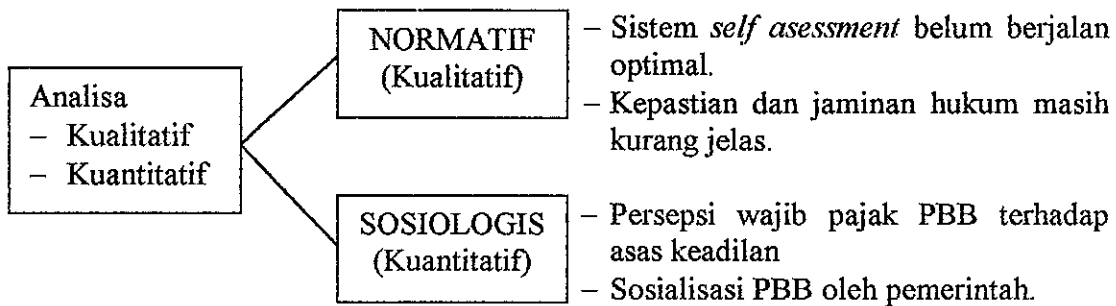 Analisa
– Kualitatif
– Kuantitatif
NORMATIF
(Kualitatif)
– Sistem self asessment belum berjalan
optimal.
– Kepastian dan jaminan hukum masih
kurang jelas.
SOSIOLOGIS
(Kuantitatif)
– Persepsi wajib pajak PBB terhadap
asas keadilan
– Sosialisasi PBB oleh pemerintah.